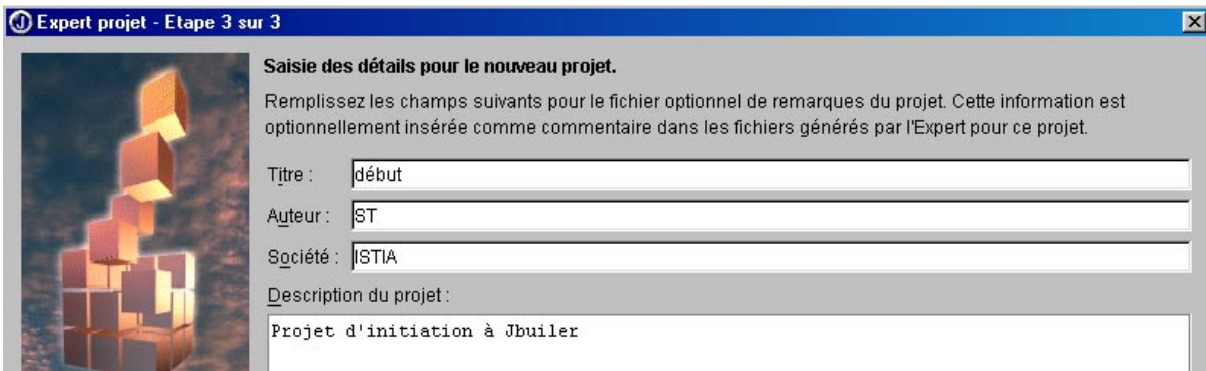 Expert projet - Etape 3 sur 3
Saisie des détails pour le nouveau projet.
Remplissez les champs suivants pour le fichier optionnel de remarques du projet. Cette information est
optionnellement insérée comme commentaire dans les fichiers générés par l'Expert pour ce projet.
Titre : début
Auteur : ST
Société : ISTIA
Description du projet :
Projet d'initiation à Jbuiler